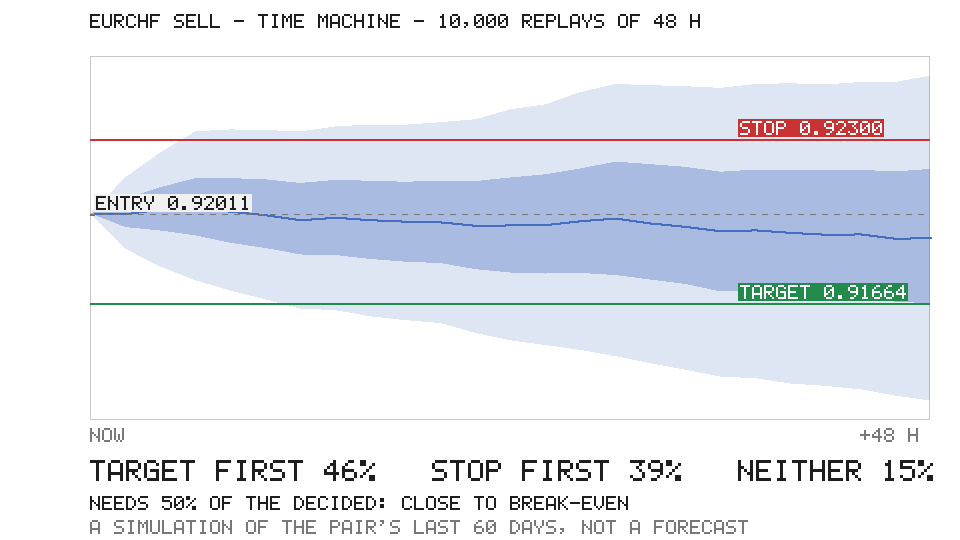 EURCHF SELL - TIME MACHINE - 10,000 REPLAYS OF 48 H
STOP 0.92300
ENTRY 0.92011
TARGET 0.91664
NOW +48 H
TARGET FIRST 46% STOP FIRST 39% NEITHER 15%
NEEDS 50% OF THE DECIDED: CLOSE TO BREAK-EVEN
A SIMULATION OF THE PAIR'S LAST 60 DAYS, NOT A FORECAST